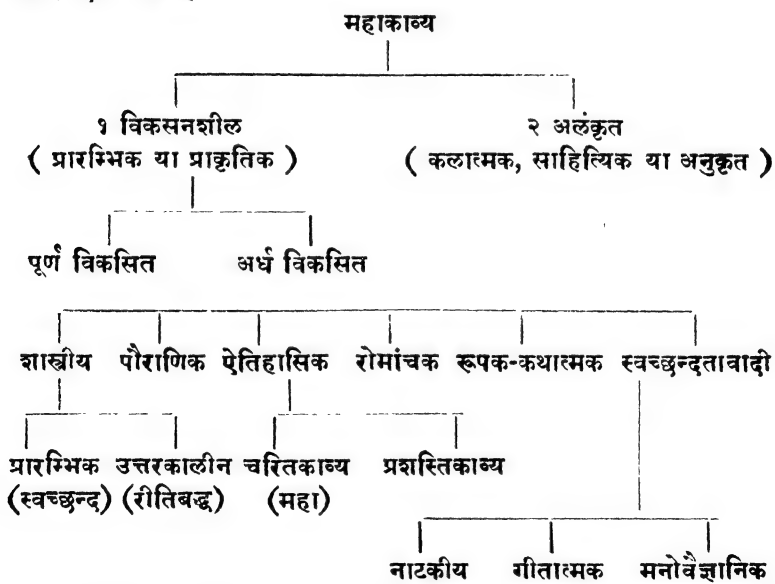 महाकाव्य
१ विकसनशील २ अलंकृत
( प्रारम्भिक या प्राकृतिक ) ( कलात्मक, साहित्यिक या अनुकृत )
पूर्ण विकसित अर्ध विकसित
शास्त्रीय पौराणिक ऐतिहासिक रोमांचक रूपक-कथात्मक स्वच्छन्दतावादी
प्रारम्भिक उत्तरकालीन चरितकाव्य प्रशस्तिकाव्य
(स्वच्छन्द) (रीतिबद्ध) (महा)
नाटकीय गीतात्मक मनोवैज्ञानिक